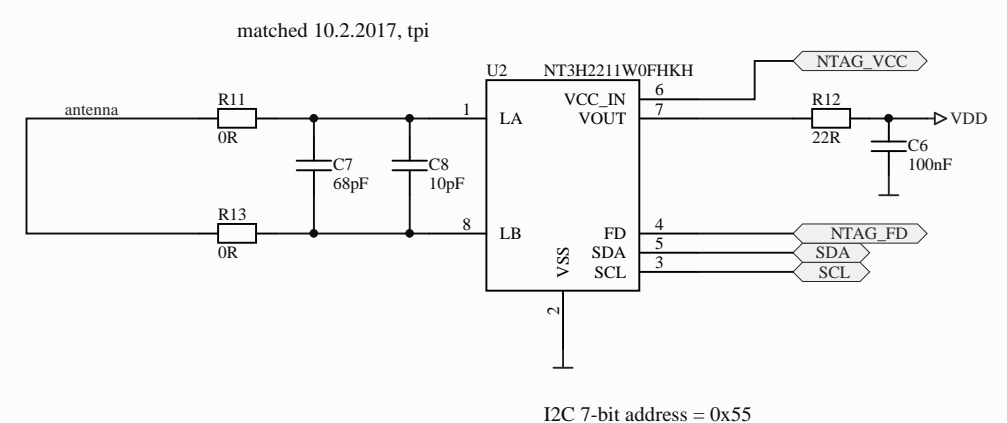 matched 10.2.2017, tpi
U2 NT3H2211W0FHKH
NTAG_VCC
6
VCC_IN
antenna
R11
0R
1
LA
VOUT
7
R12
22R
VDD
C7
68pF
C8
10pF
C6
100nF
R13
0R
8
LB
VSS
2
FD
4
NTAG_FD
SDA
5
SDA
SCL
3
SCL
I2C 7-bit address = 0x55